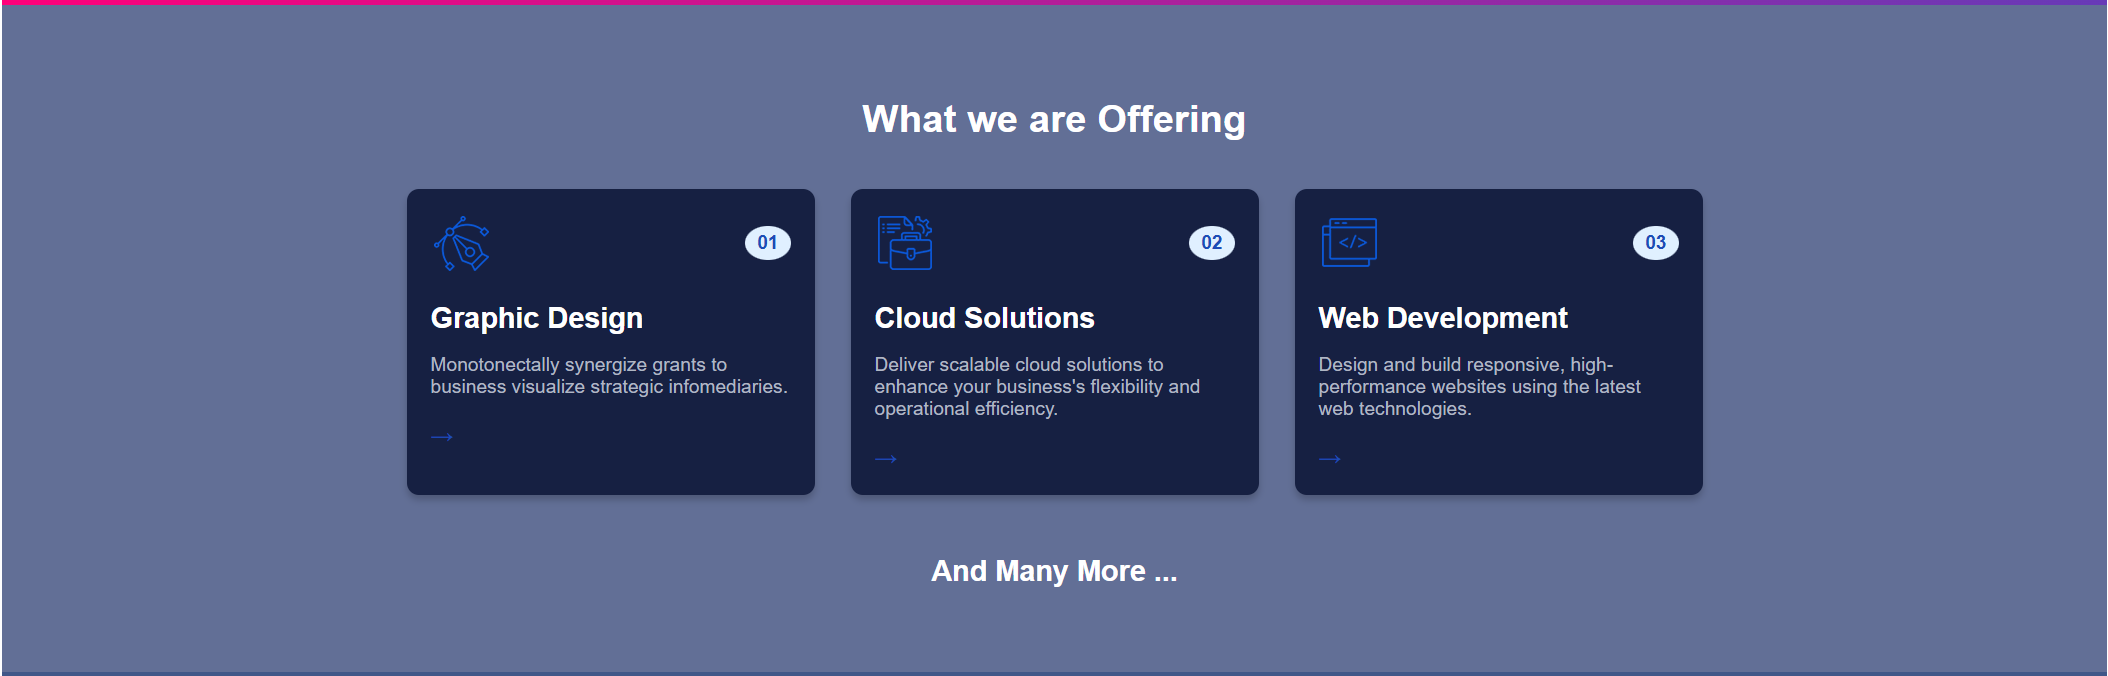 What we are Offering
01
Graphic Design
Monotonectally synergize grants to
business visualize strategic infomediaries.
→
02
Cloud Solutions
Deliver scalable cloud solutions to
enhance your business's flexibility and
operational efficiency.
→
</>
03
Web Development
Design and build responsive, high-
performance websites using the latest
web technologies.
→
And Many More ...